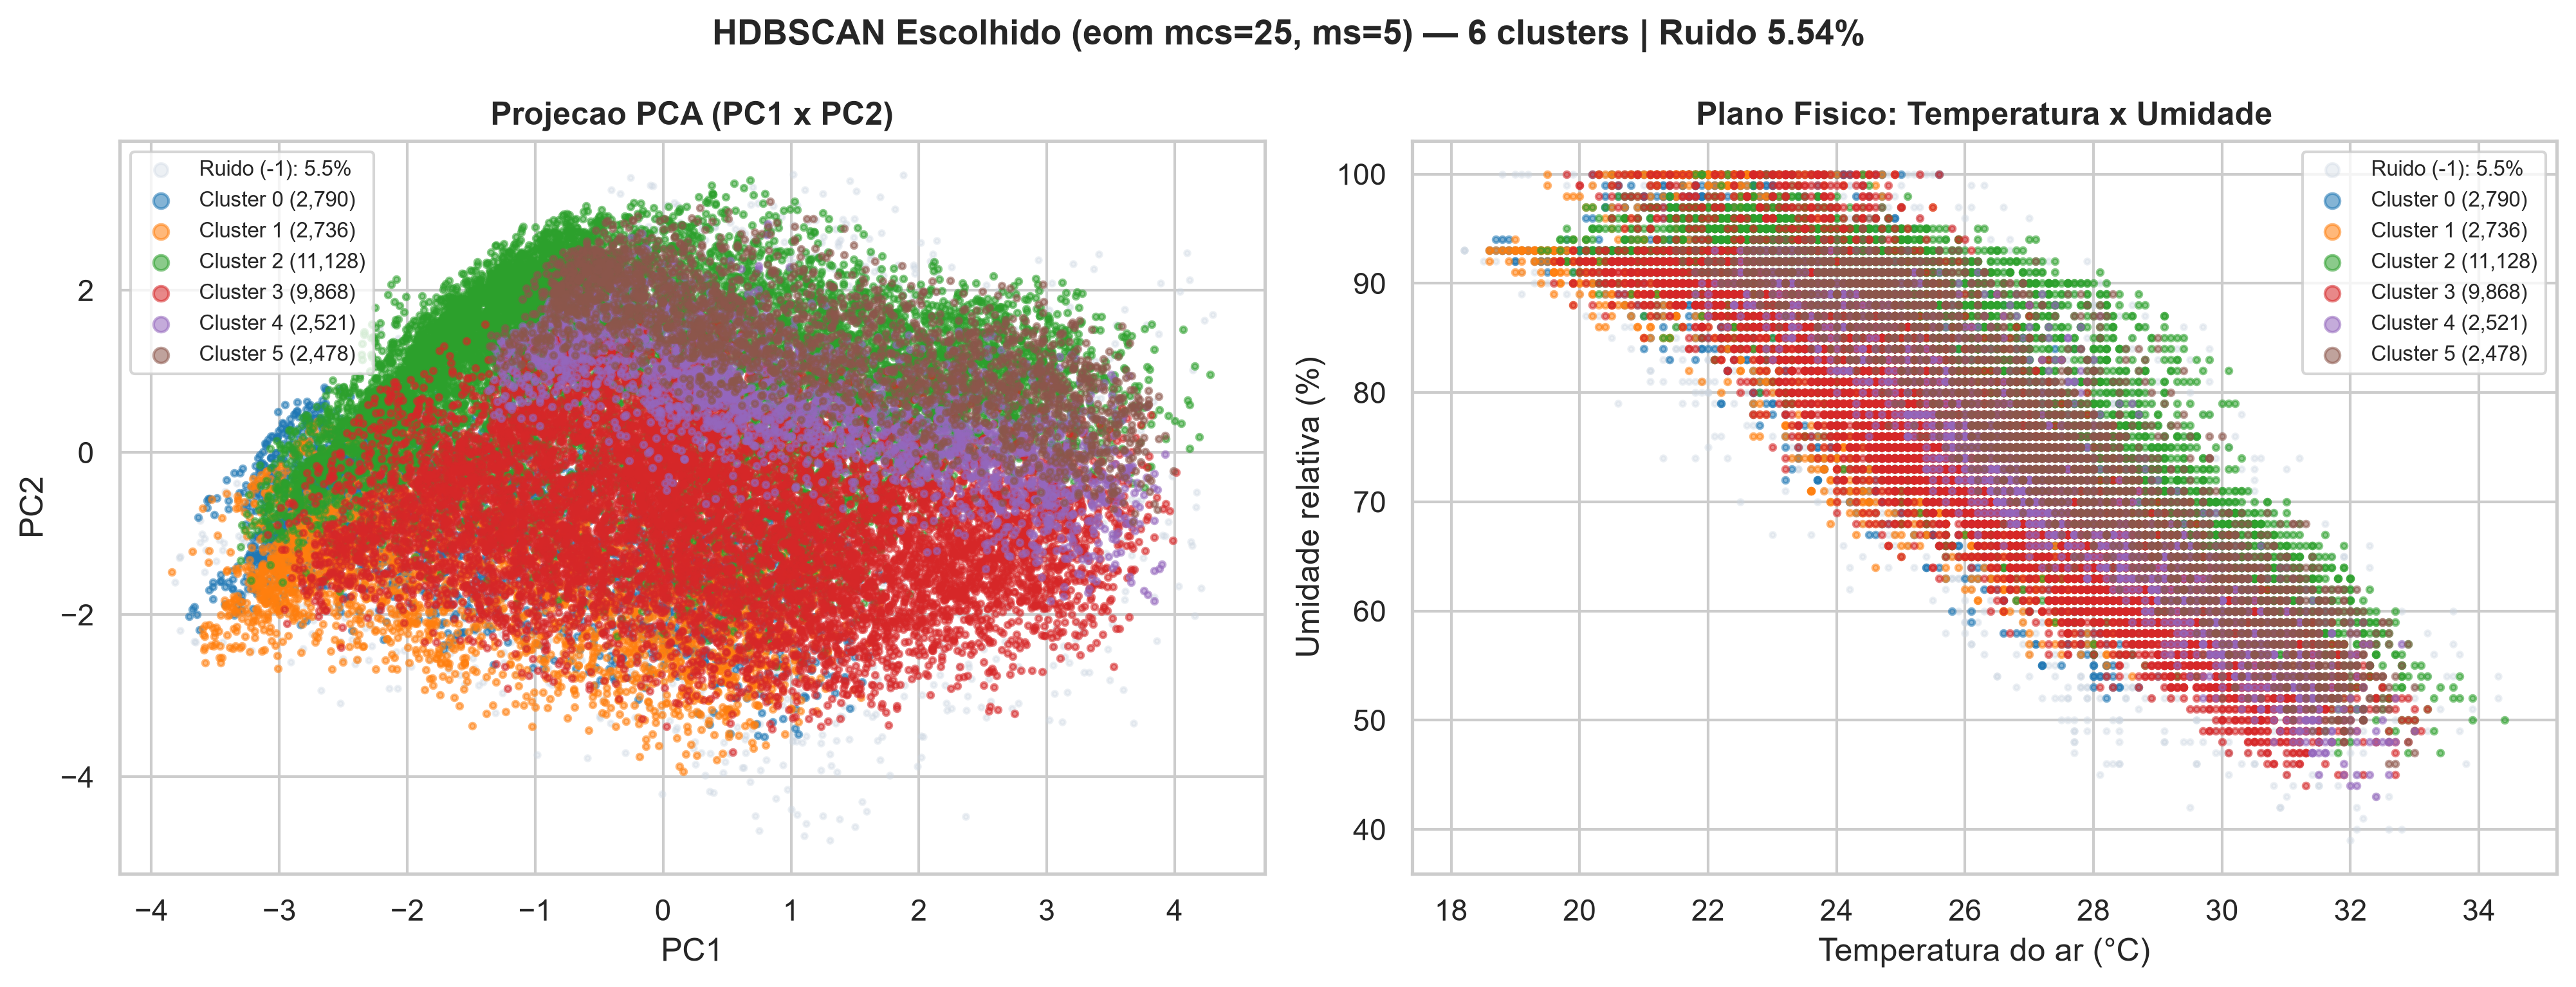 HDBSCAN Escolhido (eom mcs=25, ms=5) — 6 clusters | Ruido 5.54%
Projecao PCA (PC1 x PC2)
Ruido (-1): 5.5%
Cluster 0 (2,790)
Cluster 1 (2,736)
Cluster 2 (11,128)
Cluster 3 (9,868)
Cluster 4 (2,521)
Cluster 5 (2,478)
PC2
2
0
−2
−4
−4 −3 −2 −1 0 1 2 3 4
PC1
Plano Fisico: Temperatura x Umidade
Ruido (-1): 5.5%
Cluster 0 (2,790)
Cluster 1 (2,736)
Cluster 2 (11,128)
Cluster 3 (9,868)
Cluster 4 (2,521)
Cluster 5 (2,478)
Umidade relativa (%)
100
90
80
70
60
50
40
18 20 22 24 26 28 30 32 34
Temperatura do ar (°C)